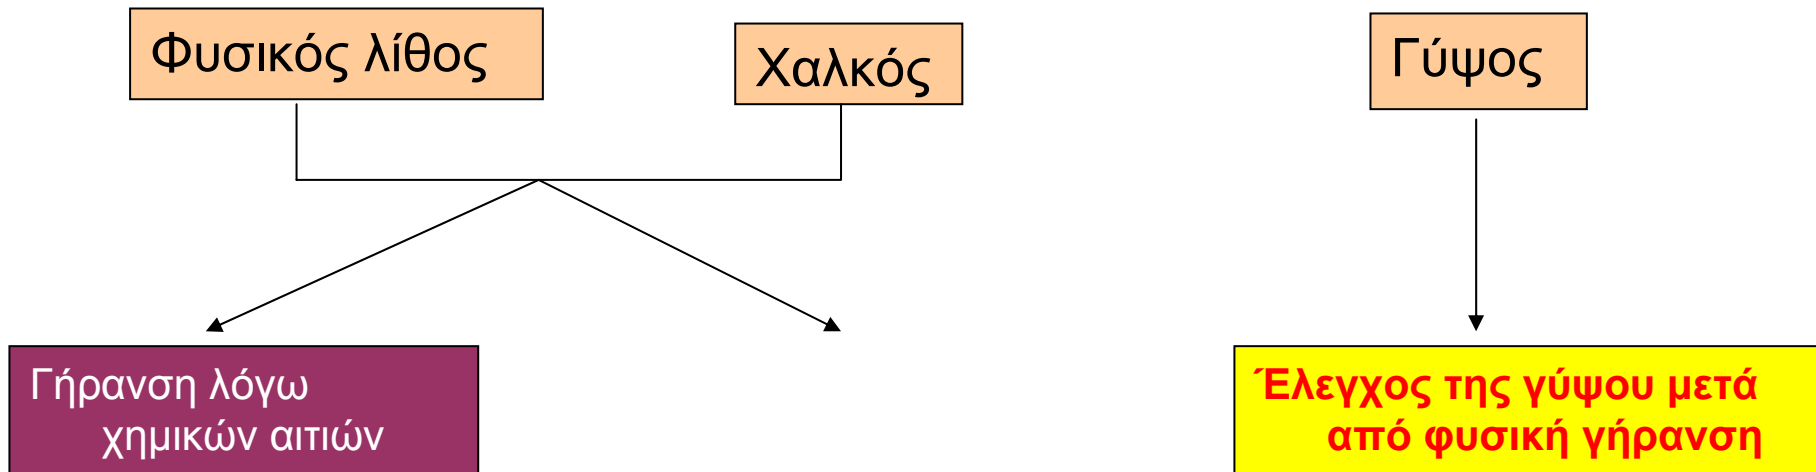 Φυσικός λίθος
Χαλκός
Γύψος
Γήρανση λόγω
χημικών αιτιών
Έλεγχος της γύψου μετά
από φυσική γήρανση